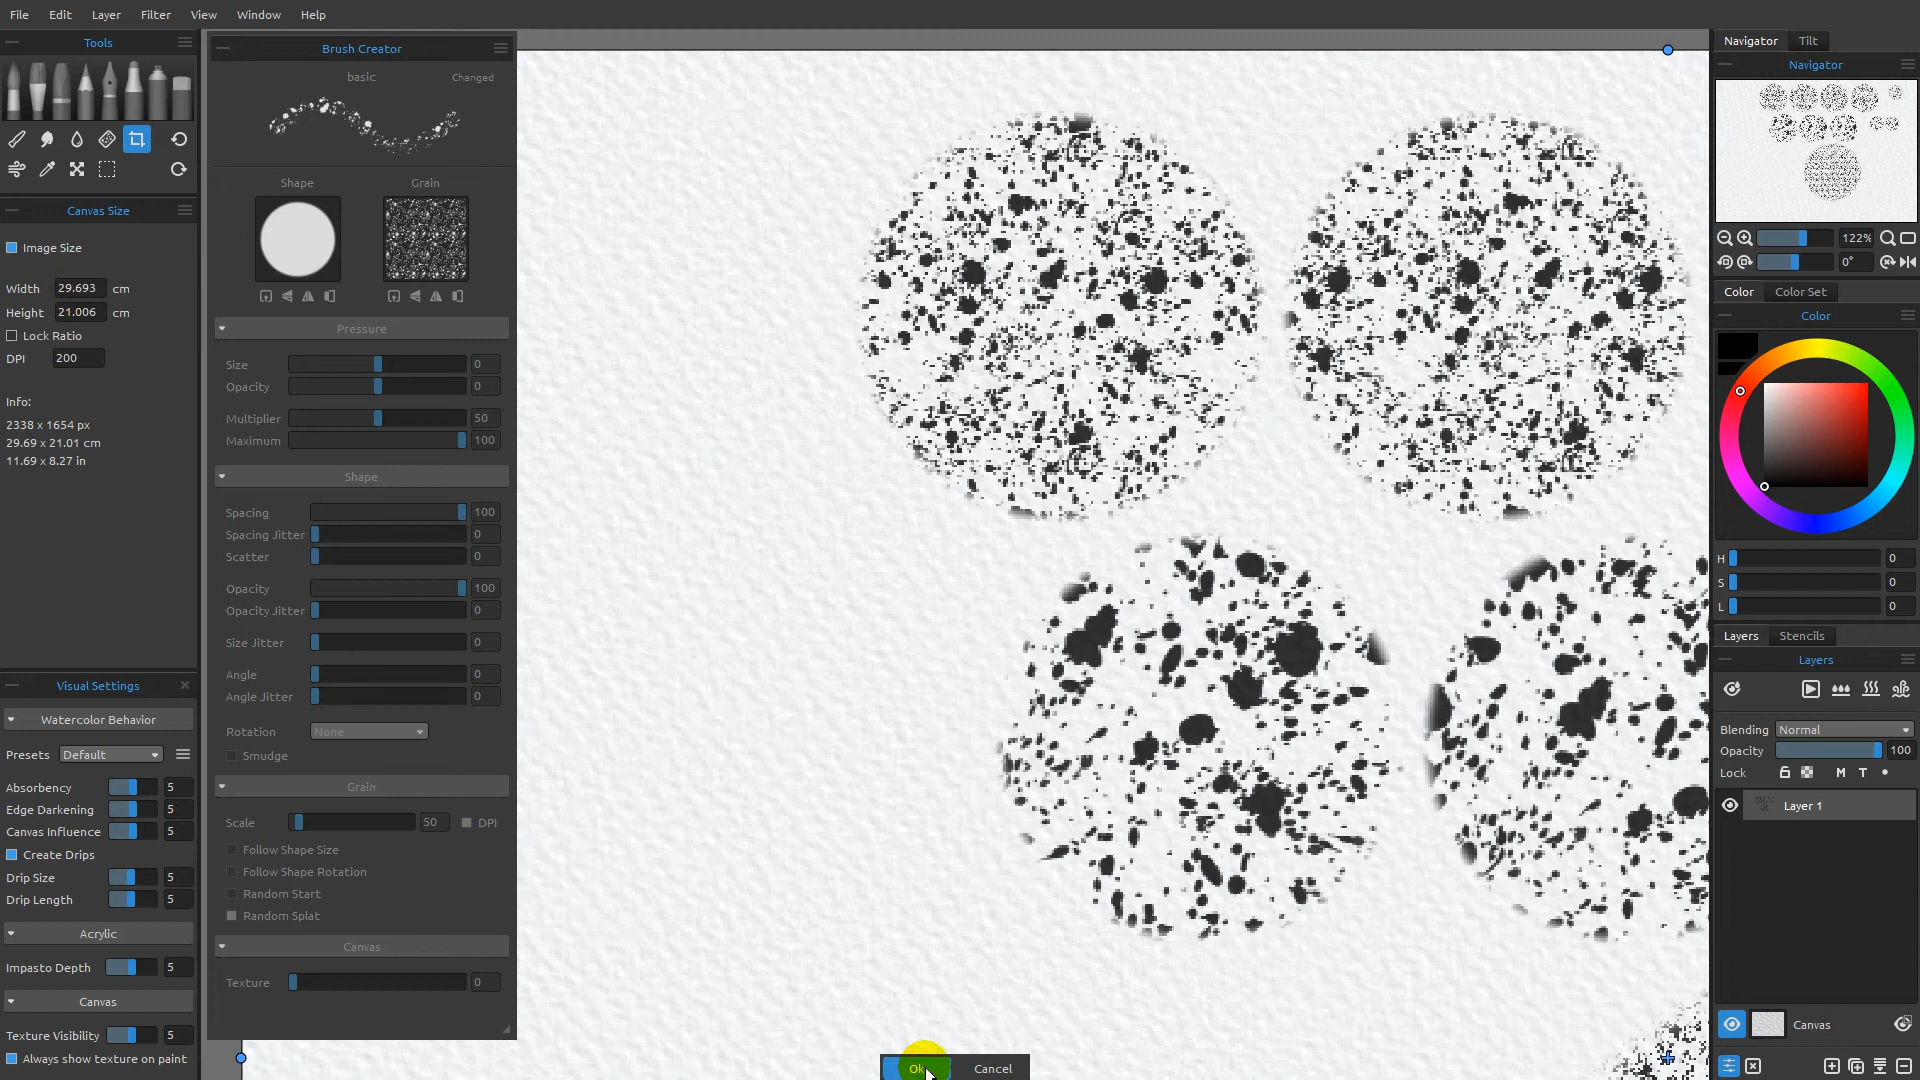 File Edit Layer Filter View Window Help
Tools
Canvas Size
Image Size
Width 29.693 cm
Height 21.006 cm
Lock Ratio
DPI 200
Info:
2338 x 1654 px
29.69 x 21.01 cm
11.69 x 8.27 in
Visual Settings
Watercolor Behavior
Presets Default
Absorbency 5
Edge Darkening 5
Canvas Influence 5
Create Drips
Drip Size 5
Drip Length 5
Acrylic
Impasto Depth 5
Canvas
Texture Visibility 5
Always show texture on paint
Brush Creator
basic Changed
Shape Grain
Pressure
Size 0
Opacity 0
Multiplier 50
Maximum 100
Shape
Spacing 100
Spacing Jitter 0
Scatter 0
Opacity 100
Opacity Jitter 0
Size Jitter 0
Angle 0
Angle Jitter 0
Rotation None
Smudge
Grain
Scale 50 DPI
Follow Shape Size
Follow Shape Rotation
Random Start
Random Splat
Canvas
Texture 0
Ok Cancel
Navigator Tilt
Navigator
122%
0°
Color Color Set
Color
H 0
S 0
L 0
Layers Stencils
Layers
Blending Normal
Opacity 100
Lock M T
Layer 1
Canvas